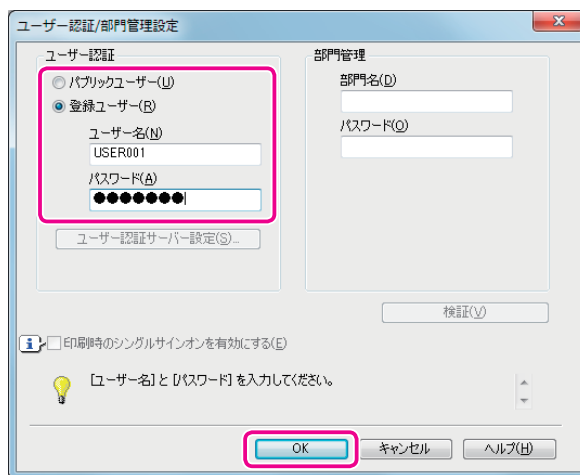 ユーザー認証/部門管理設定
ユーザー認証
パブリックユーザー(U)
登録ユーザー(R)
ユーザー名(N)
USER001
パスワード(A)
●●●●●●●
ユーザー認証サーバー設定(S)...
部門管理
部門名(D)
パスワード(O)
検証(V)
印刷時のシングルサインオンを有効にする(E)
[ユーザー名]と[パスワード]を入力してください。
OK
キャンセル
ヘルプ(H)